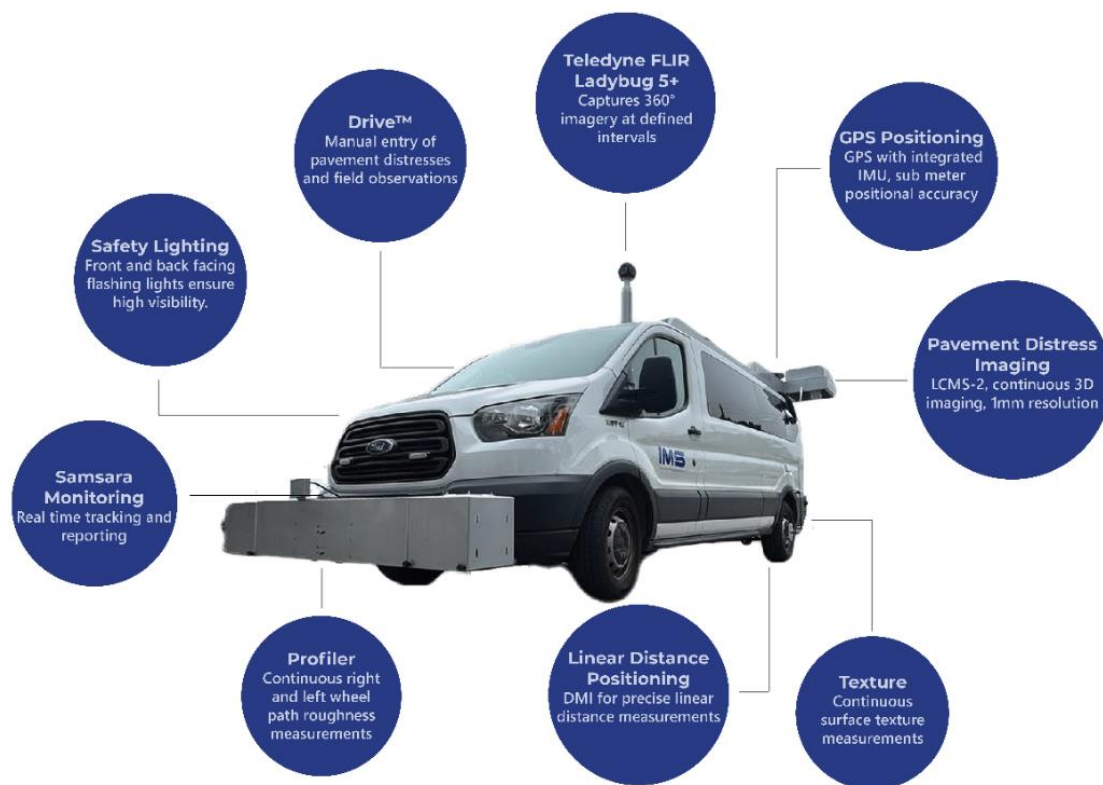 Teledyne FLIR
Ladybug 5+
Captures 360°
imagery at defined
intervals
Drive™
Manual entry of
pavement distresses
and field observations
GPS Positioning
GPS with integrated
IMU, sub meter
positional accuracy
Safety Lighting
Front and back facing
flashing lights ensure
high visibility.
Pavement Distress
Imaging
LCMS-2, continuous 3D
imaging, 1mm resolution
Samsara
Monitoring
Real time tracking and
reporting
Ford
IMS
Profiler
Continuous right
and left wheel
path roughness
measurements
Linear Distance
Positioning
DMI for precise linear
distance measurements
Texture
Continuous
surface texture
measurements